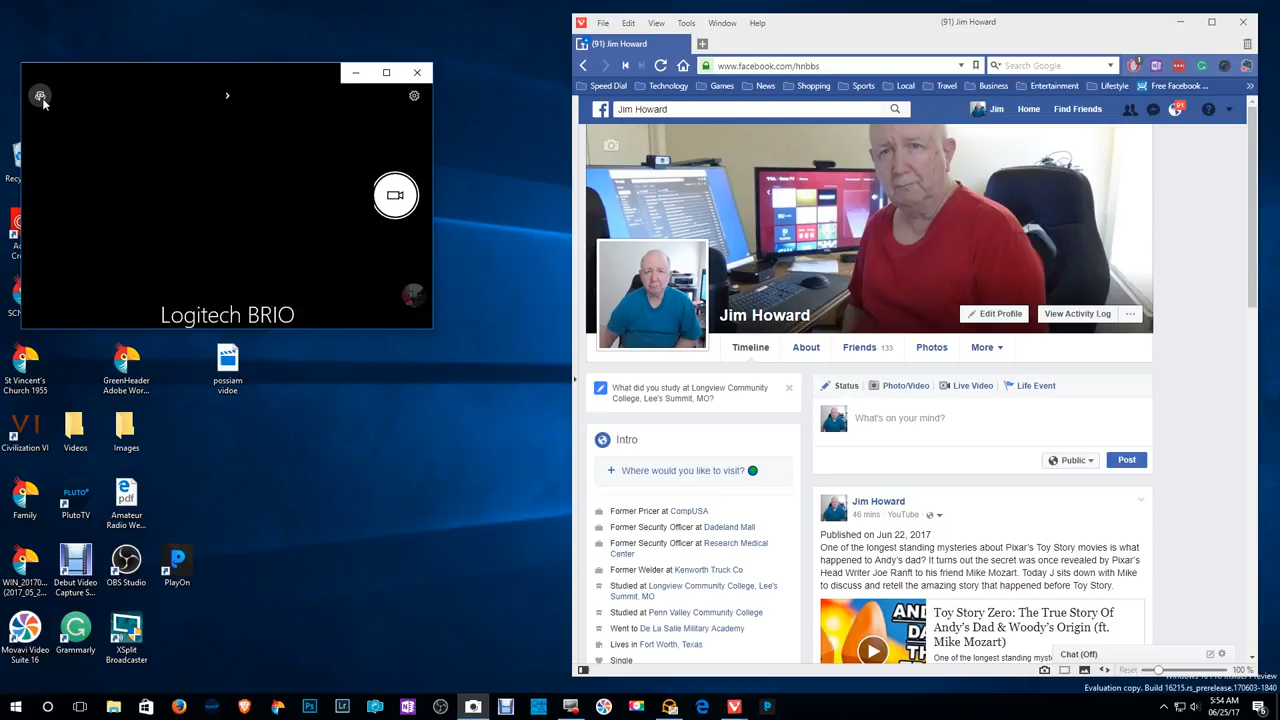 File Edit View Tools Window Help
(91) Jim Howard
(91) Jim Howard
www.facebook.com/hnbbs
Search Google
Speed Dial Technology Games News Shopping Sports Local Travel Business Entertainment Lifestyle Free Facebook ...
Jim Howard
Jim Home Find Friends
91
Logitech BRIO
Jim Howard
Edit Profile
View Activity Log
Timeline About Friends 133 Photos More
What did you study at Longview Community
College, Lee's Summit, MO?
Status Photo/Video Live Video Life Event
What's on your mind?
Public Post
Intro
Where would you like to visit?
Former Pricer at CompUSA
Former Security Officer at Dadeland Mall
Former Security Officer at Research Medical
Center
Former Welder at Kenworth Truck Co.
Studied at Longview Community College, Lee's
Summit, MO
Studied at Penn Valley Community College
Went to De La Salle Military Academy
Lives in Fort Worth, Texas
Single
Jim Howard
46 mins · YouTube ·
Published on Jun 22, 2017
One of the longest standing mysteries about Pixar's Toy Story movies is what
happened to Andy's dad? It turns out the secret was once revealed by Pixar's
Head Writer Joe Ranft to his friend Mike Mozart. Today J sits down with Mike
to discuss and retell the amazing story that happened before Toy Story.
Toy Story Zero: The True Story Of
Andy's Dad & Woody's Origin (ft.
Mike Mozart)
One of the longest standing
Chat (Off)
Reset 100 %
St Vincent's
Church 1955
GreenHeader
Adobe Wor...
possiam
vidoe
VI
Civilization VI
Videos
Images
Family
PLUTO
PlutoTV
pdf
Amateur
Radio We...
WIN_20170...
(2017_05_2...
Debut Video
Capture S...
OBS Studio
PlayOn
Movavi Video
Suite 16
Grammarly
XSplit
Broadcaster
Evaluation copy. Build 16215.rs_prerelease.170603-1840
5:54 AM
06/25/17